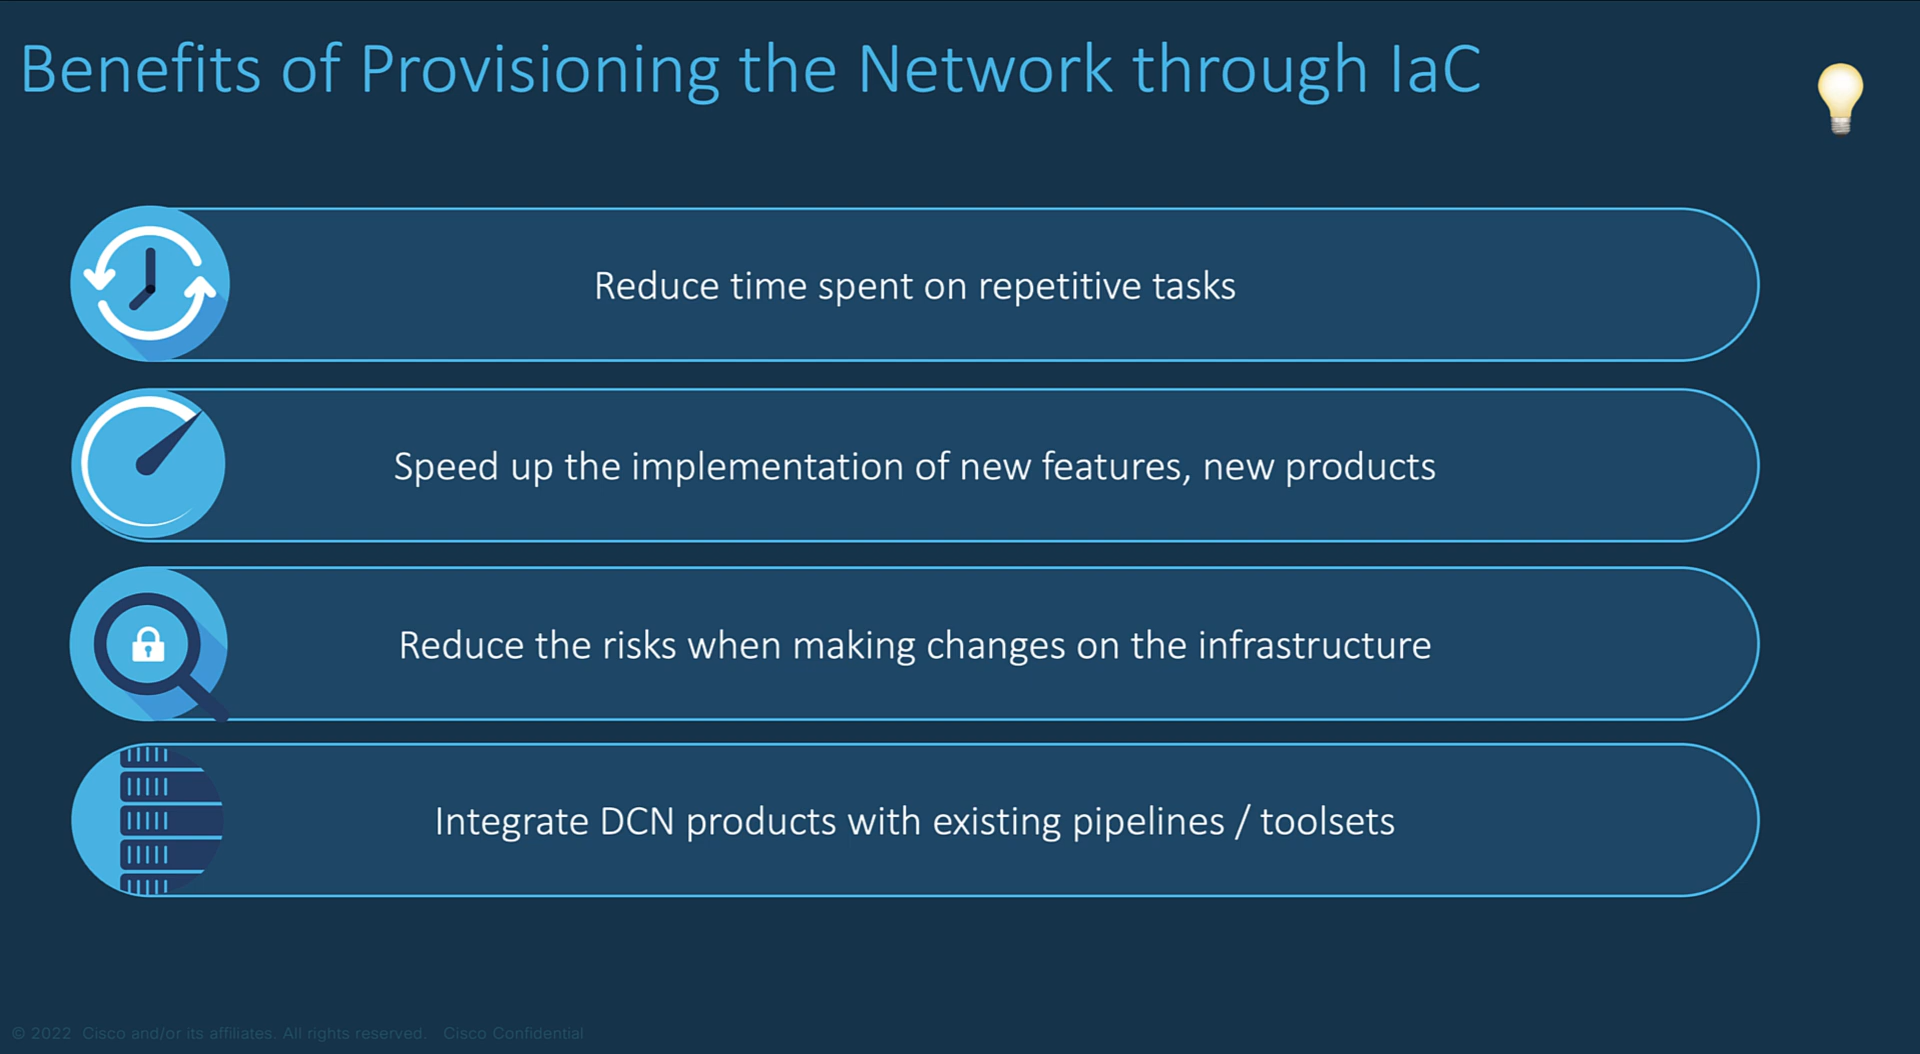 Benefits of Provisioning the Network through IaC
Reduce time spent on repetitive tasks
Speed up the implementation of new features, new products
Reduce the risks when making changes on the infrastructure
Integrate DCN products with existing pipelines / toolsets
© 2022 Cisco and/or its affiliates. All rights reserved. Cisco Confidential